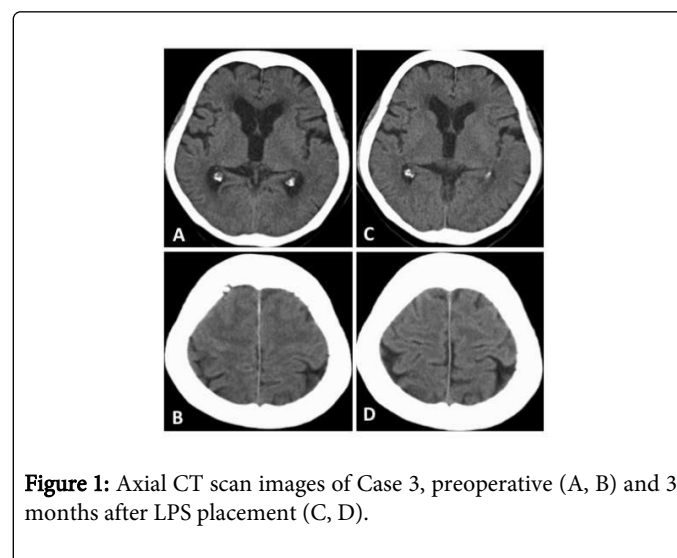 A
C
B
D
Figure 1: Axial CT scan images of Case 3, preoperative (A, B) and 3
months after LPS placement (C, D).